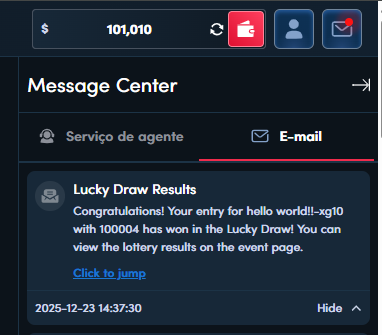 $ 101,010
Message Center
Serviço de agente E-mail
Lucky Draw Results
Congratulations! Your entry for hello world!!-xg10
with 100004 has won in the Lucky Draw! You can
view the lottery results on the event page.
Click to jump
2025-12-23 14:37:30 Hide